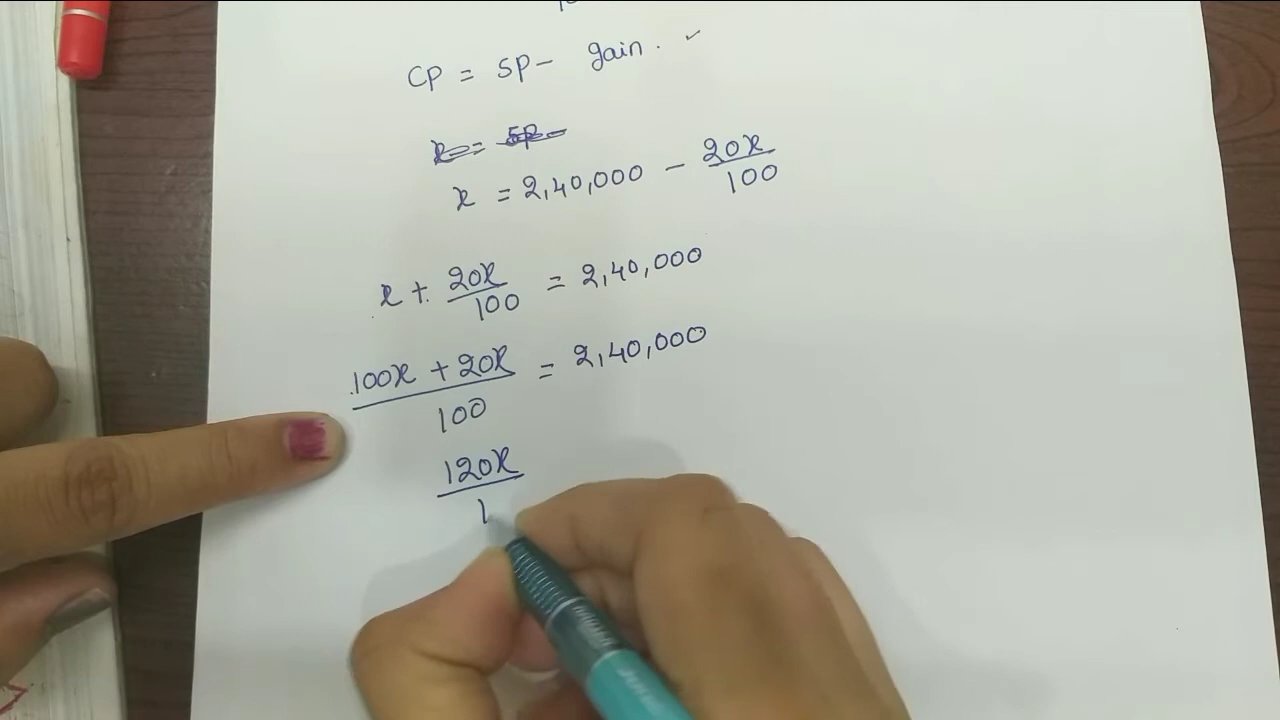 CP = SP - gain. ✓
x = SP -
x = 2,40,000 - 20x/100
x + 20x/100 = 2,40,000
100x + 20x/100 = 2,40,000
120x/1